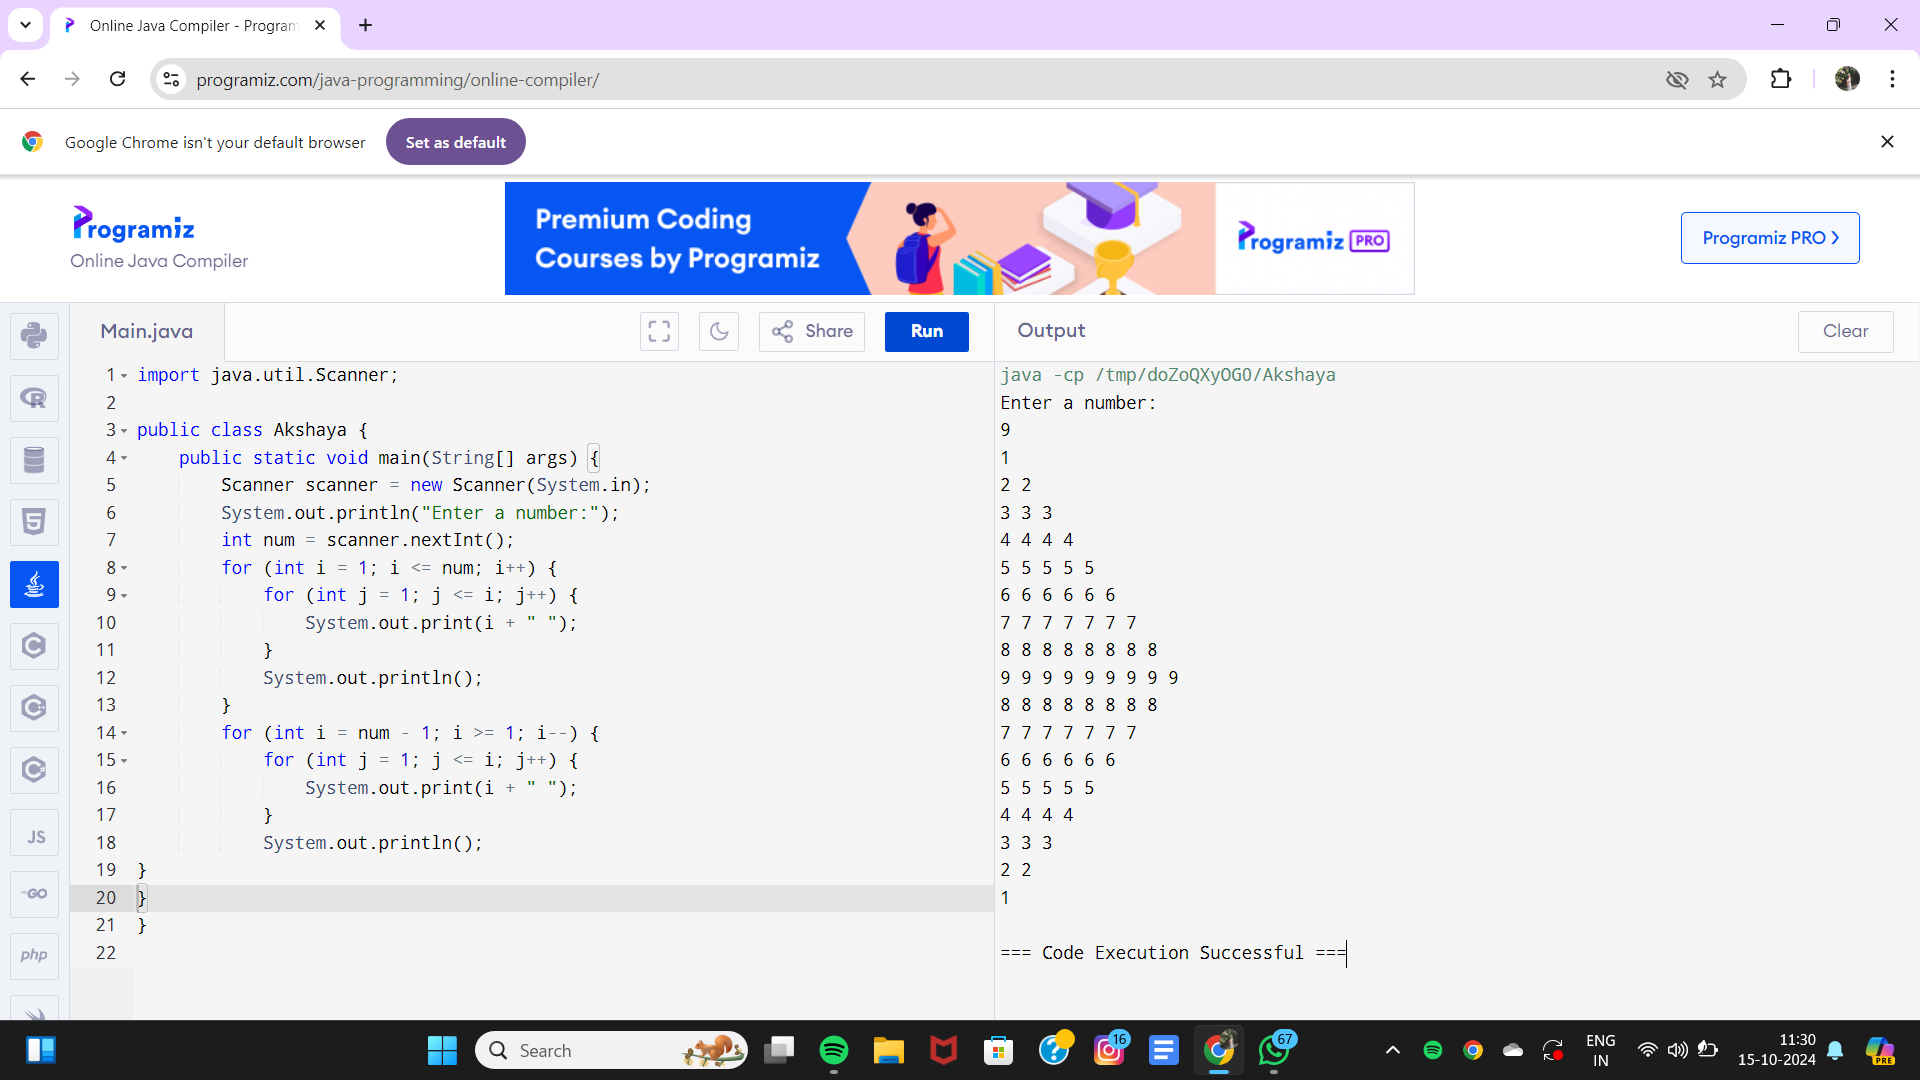 Online Java Compiler - Program
programiz.com/java-programming/online-compiler/
Google Chrome isn't your default browser
Set as default
Programiz
Online Java Compiler
Premium Coding
Courses by Programiz
Programiz PRO
Programiz PRO >
Main.java
Share
Run
Output
Clear
1 import java.util.Scanner;
2
3 public class Akshaya {
4     public static void main(String[] args) {
5         Scanner scanner = new Scanner(System.in);
6         System.out.println("Enter a number:");
7         int num = scanner.nextInt();
8         for (int i = 1; i <= num; i++) {
9             for (int j = 1; j <= i; j++) {
10                 System.out.print(i + " ");
11             }
12             System.out.println();
13         }
14         for (int i = num - 1; i >= 1; i--) {
15             for (int j = 1; j <= i; j++) {
16                 System.out.print(i + " ");
17             }
18             System.out.println();
19 }
20 }
21 }
22
java -cp /tmp/doZoQXyOG0/Akshaya
Enter a number:
9
1
2 2
3 3 3
4 4 4 4
5 5 5 5 5
6 6 6 6 6 6
7 7 7 7 7 7 7
8 8 8 8 8 8 8 8
9 9 9 9 9 9 9 9 9
8 8 8 8 8 8 8 8
7 7 7 7 7 7 7
6 6 6 6 6 6
5 5 5 5 5
4 4 4 4
3 3 3
2 2
1
=== Code Execution Successful ===
R
5
C
C
C
JS
GO
php
Search
16
67
ENG
IN
11:30
15-10-2024
PRE